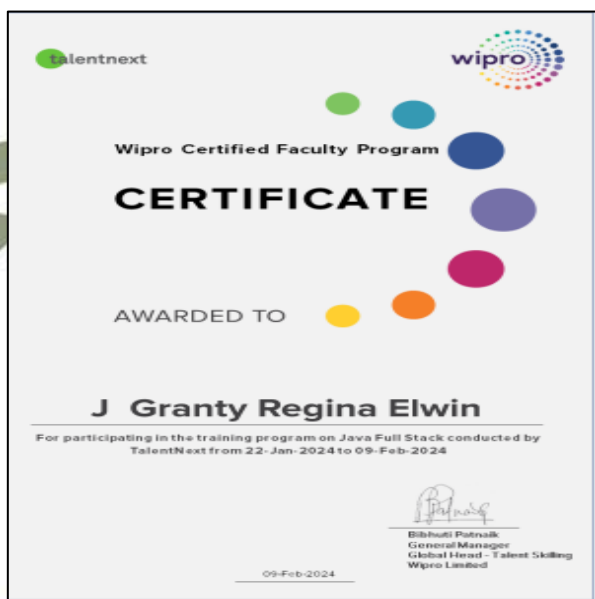 talentnext
wipro
Wipro Certified Faculty Program
CERTIFICATE
AWARDED TO
J Granty Regina Elwin
For participating in the training program on Java Full Stack conducted by
TalentNext from 22-Jan-2024 to 09-Feb-2024
Bibhuti Patnaik
General Manager
Global Head - Talent Skilling
Wipro Limited
09-Feb-2024